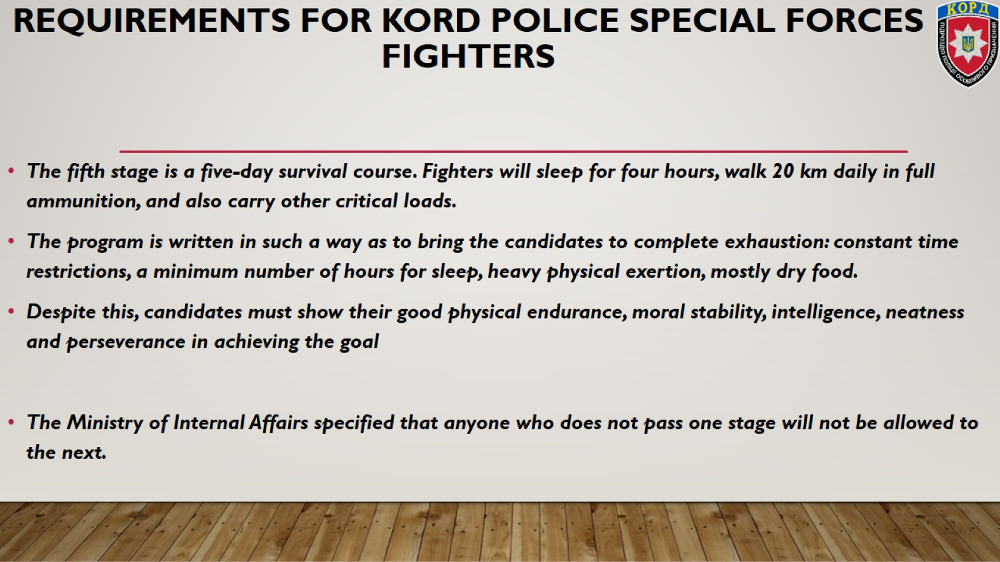 REQUIREMENTS FOR KORD POLICE SPECIAL FORCES
FIGHTERS
КОРД
ПІДРОЗДІЛ ПОЛІЦІЇ ОСОБЛИВОГО ПРИЗНАЧЕННЯ
• The fifth stage is a five-day survival course. Fighters will sleep for four hours, walk 20 km daily in full
ammunition, and also carry other critical loads.
• The program is written in such a way as to bring the candidates to complete exhaustion: constant time
restrictions, a minimum number of hours for sleep, heavy physical exertion, mostly dry food.
• Despite this, candidates must show their good physical endurance, moral stability, intelligence, neatness
and perseverance in achieving the goal
• The Ministry of Internal Affairs specified that anyone who does not pass one stage will not be allowed to
the next.